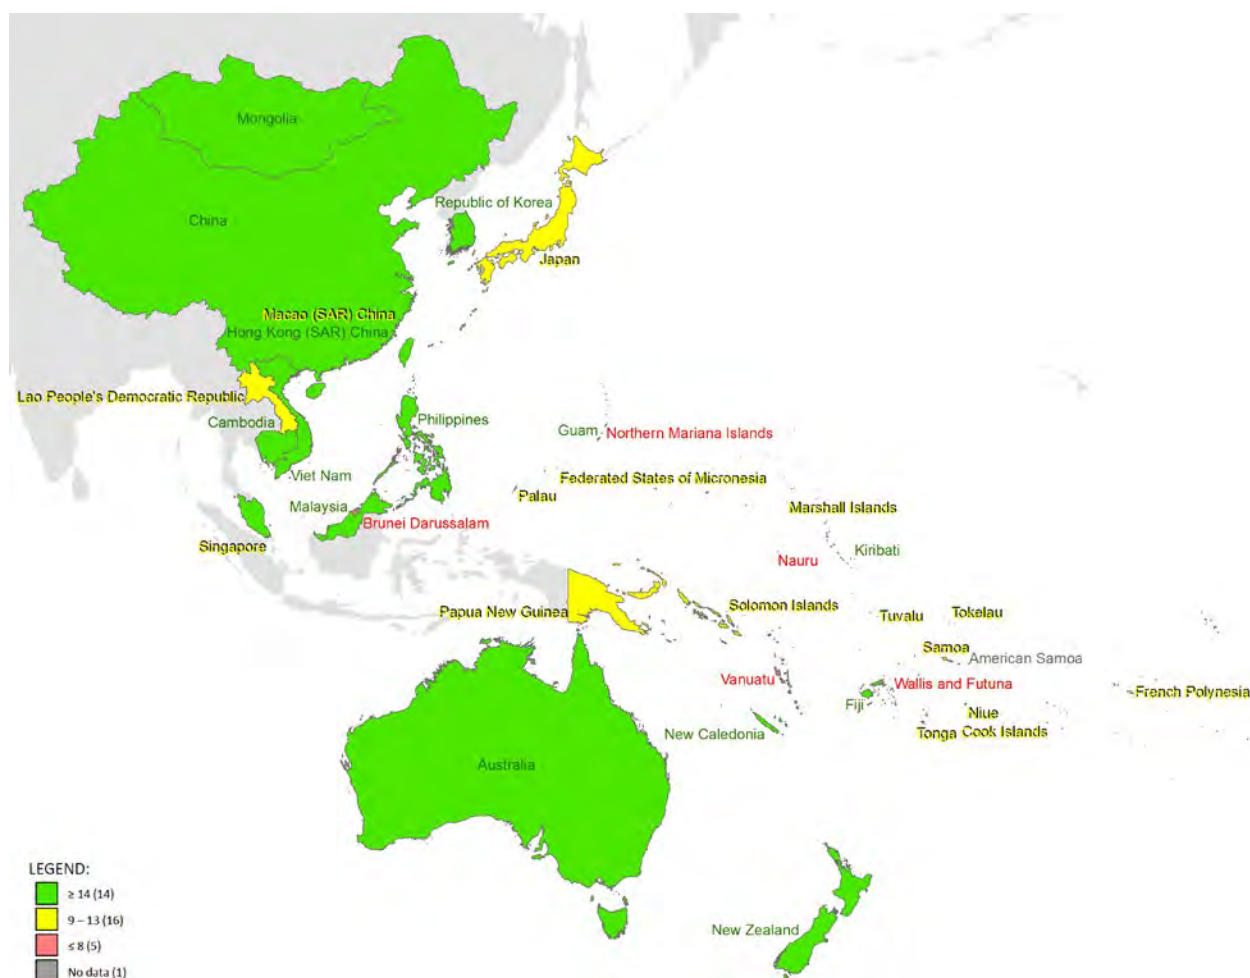 Mongolia
Republic of Korea
China
Japan
Macao (SAR) China
Hong Kong (SAR) China
Lao People's Democratic Republic
Cambodia
Philippines
Guam
Northern Mariana Islands
Viet Nam
Federated States of Micronesia
Palau
Malaysia
Marshall Islands
Brunei Darussalam
Singapore
Kiribati
Nauru
Papua New Guinea
Solomon Islands
Tuvalu
Tokelau
Samoa
American Samoa
Vanuatu
Wallis and Futuna
French Polynesia
Fiji
Niue
New Caledonia
Tonga
Cook Islands
Australia
LEGEND:
≥ 14 (14)
9 – 13 (16)
≤ 8 (5)
No data (1)
New Zealand